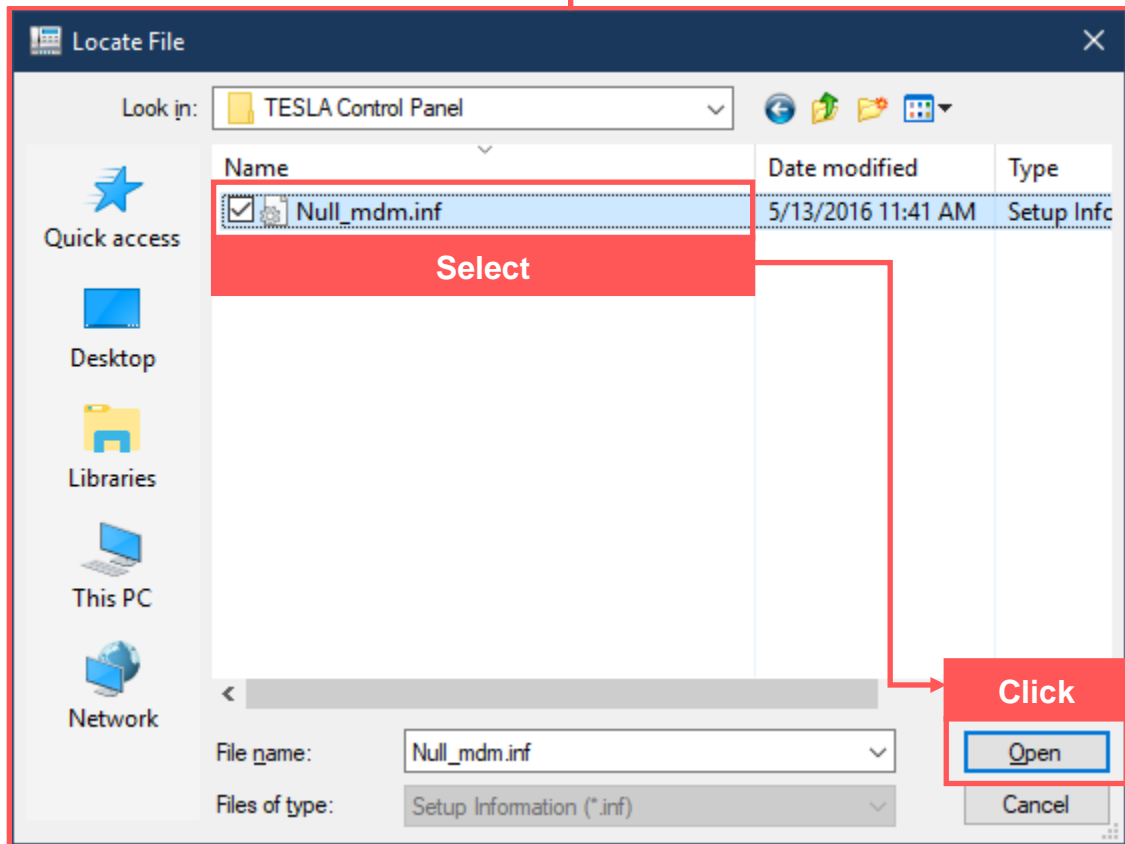 Locate File
Look in: TESLA Control Panel
Name Date modified Type
Null_mdm.inf 5/13/2016 11:41 AM Setup Infc
Select
Quick access
Desktop
Libraries
This PC
Network
Click
File name: Null_mdm.inf Open
Files of type: Setup Information (*.inf) Cancel